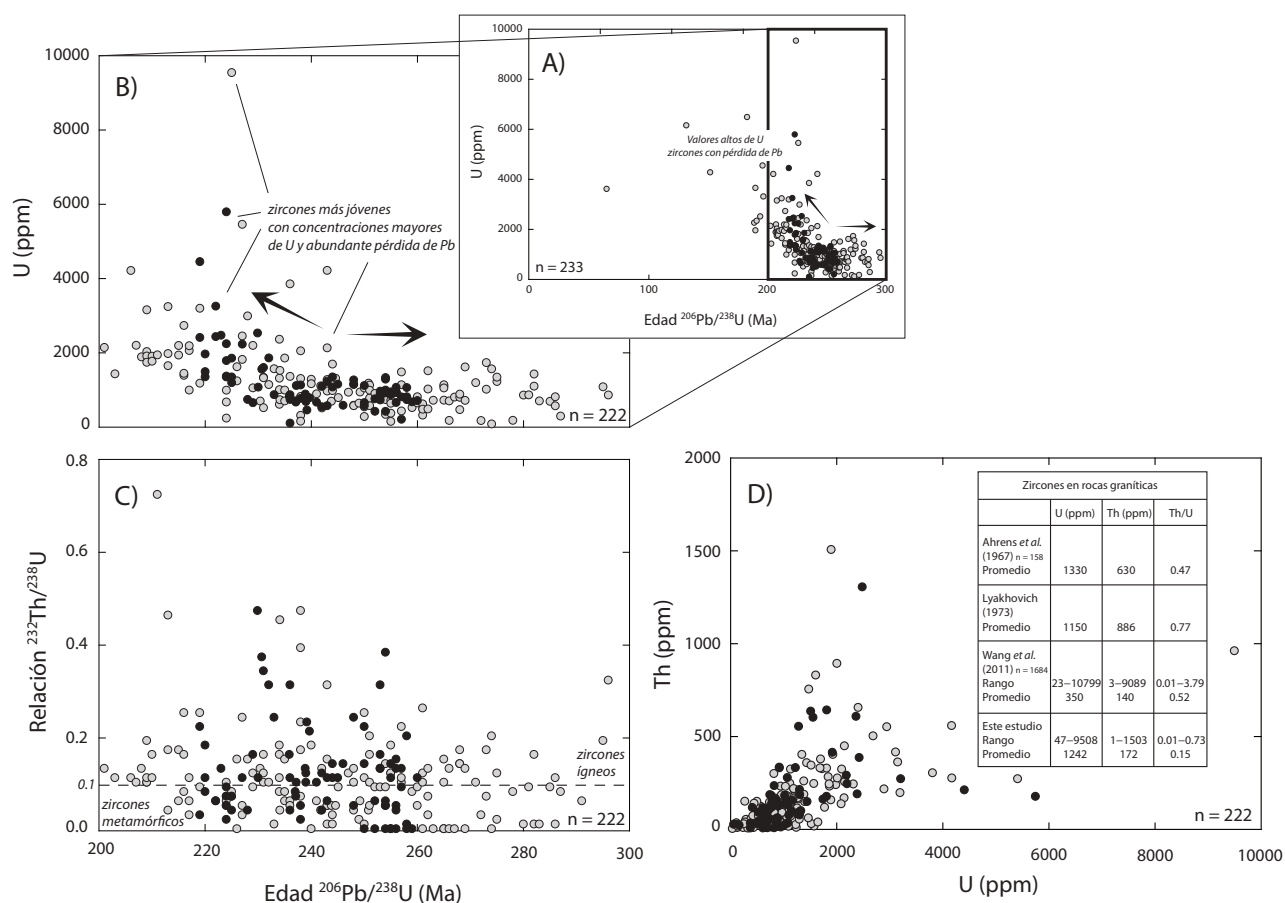 B)
10000
8000
6000
4000
2000
0
U (ppm)
zircones más jóvenes
con concentraciones mayores
de U y abundante pérdida de Pb
n = 222
A)
10000
8000
6000
4000
2000
0
U (ppm)
Valores altos de U
zircones con pérdida de Pb
n = 233
0
100
200
300
Edad ²⁰⁶Pb/²³⁸U (Ma)
C)
0.8
0.6
0.4
0.2
0.1
0.0
Relación ²³²Th/²³⁸U
zircones
ígneos
zircones
metamórficos
n = 222
200
220
240
260
280
300
Edad ²⁰⁶Pb/²³⁸U (Ma)
D)
2000
1500
1000
500
0
Th (ppm)
Zircones en rocas graníticas
U (ppm) Th (ppm) Th/U
Ahrens et al.
(1967) n = 158
Promedio 1330 630 0.47
Lyakhovich
(1973)
Promedio 1150 886 0.77
Wang et al.
(2011) n = 1684
Rango 23–10799 3–9089 0.01–3.79
Promedio 350 140 0.52
Este estudio
Rango 47–9508 1–1503 0.01–0.73
Promedio 1242 172 0.15
n = 222
0
2000
4000
6000
8000
10000
U (ppm)